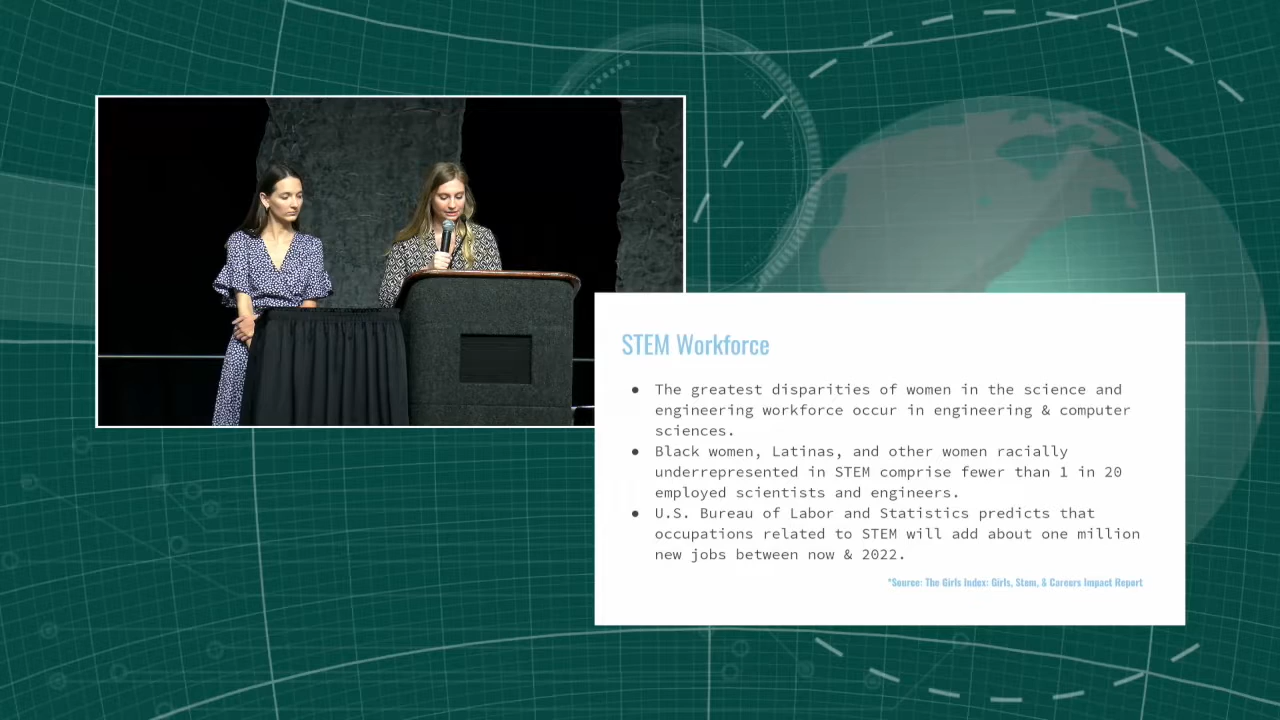 STEM Workforce
● The greatest disparities of women in the science and
engineering workforce occur in engineering & computer
sciences.
● Black women, Latinas, and other women racially
underrepresented in STEM comprise fewer than 1 in 20
employed scientists and engineers.
● U.S. Bureau of Labor and Statistics predicts that
occupations related to STEM will add about one million
new jobs between now & 2022.
*Source: The Girls Index: Girls, Stem, & Careers Impact Report